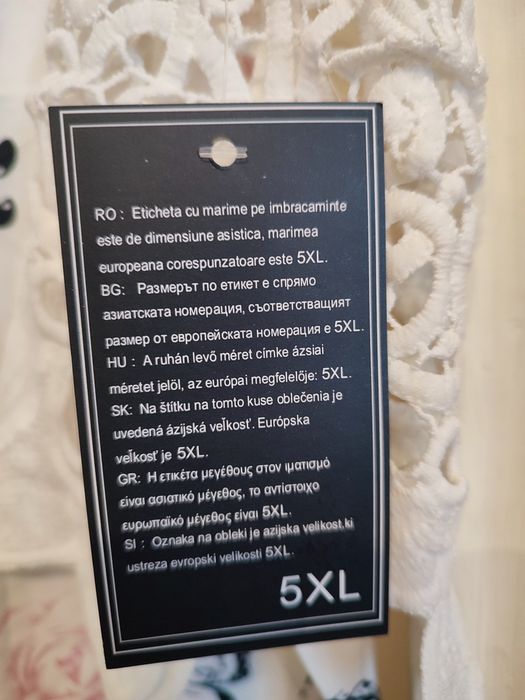 RO : Eticheta cu marime pe imbracaminte
este de dimensiune asistica, marimea
europeana corespunzatoare este 5XL.
BG: Размерът по етикет е спрямо
азиатската номерация, съответстващият
размер от европейската номерация е 5XL.
HU : A ruhán levő méret címke ázsiai
méretet jelöl, az európai megfelelője: 5XL.
SK: Na štítku na tomto kuse oblečenia je
uvedená ázijská veľkosť. Európska
veľkosť je 5XL.
GR: Η ετικέτα μεγέθους στον ιματισμό
είναι ασιατικό μέγεθος, το αντίστοιχο
ευρωπαϊκό μέγεθος είναι 5XL.
SI : Oznaka na obleki je azijska velikost.ki
ustreza evropski velikosti 5XL.
5XL